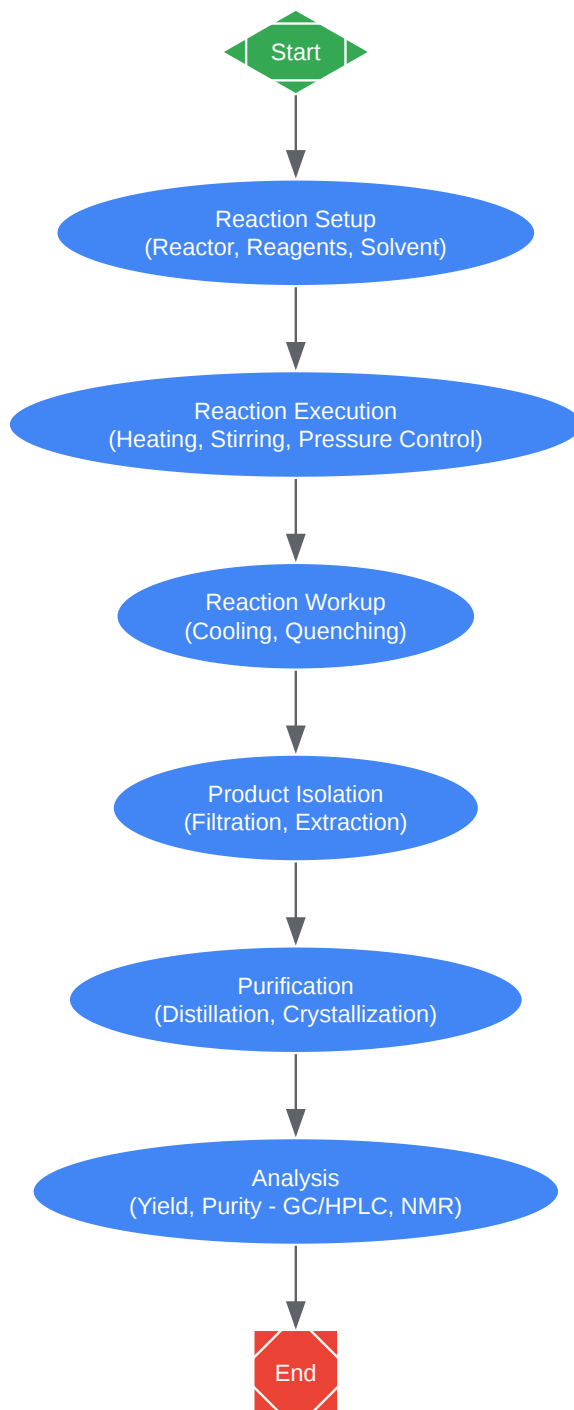 Start
Reaction Setup
(Reactor, Reagents, Solvent)
Reaction Execution
(Heating, Stirring, Pressure Control)
Reaction Workup
(Cooling, Quenching)
Product Isolation
(Filtration, Extraction)
Purification
(Distillation, Crystallization)
Analysis
(Yield, Purity - GC/HPLC, NMR)
End